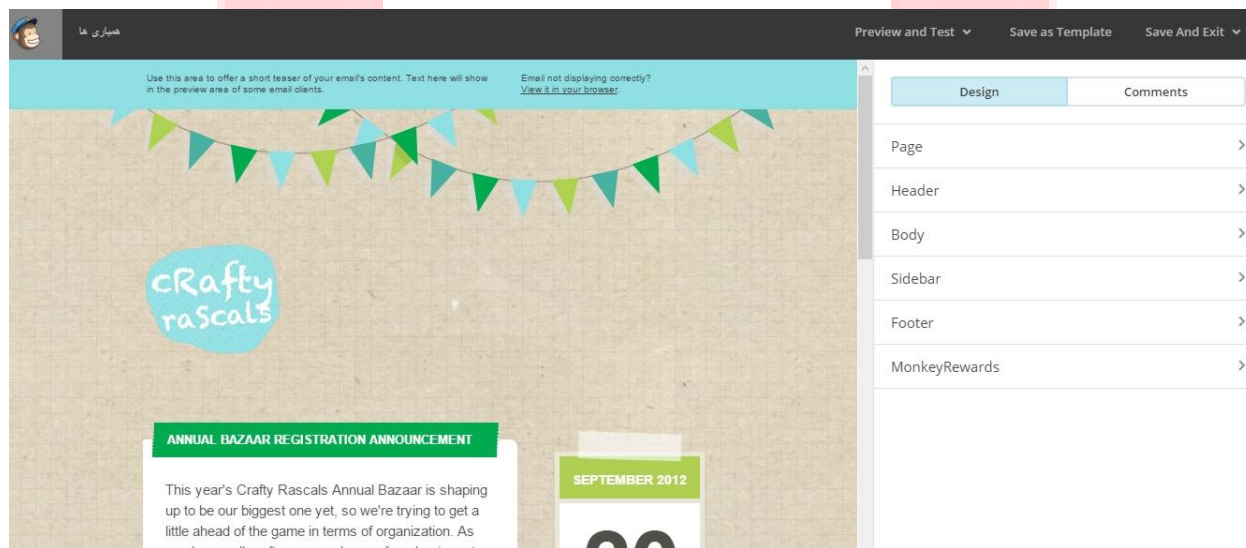 همیاری ها
Preview and Test
Save as Template
Save And Exit
Use this area to offer a short teaser of your email's content. Text here will show
in the preview area of some email clients.
Email not displaying correctly?
View it in your browser.
Design
Comments
Page
Header
Body
Sidebar
Footer
MonkeyRewards
cRafty
raScalS
ANNUAL BAZAAR REGISTRATION ANNOUNCEMENT
This year's Crafty Rascals Annual Bazaar is shaping
up to be our biggest one yet, so we're trying to get a
little ahead of the game in terms of organization. As
SEPTEMBER 2012